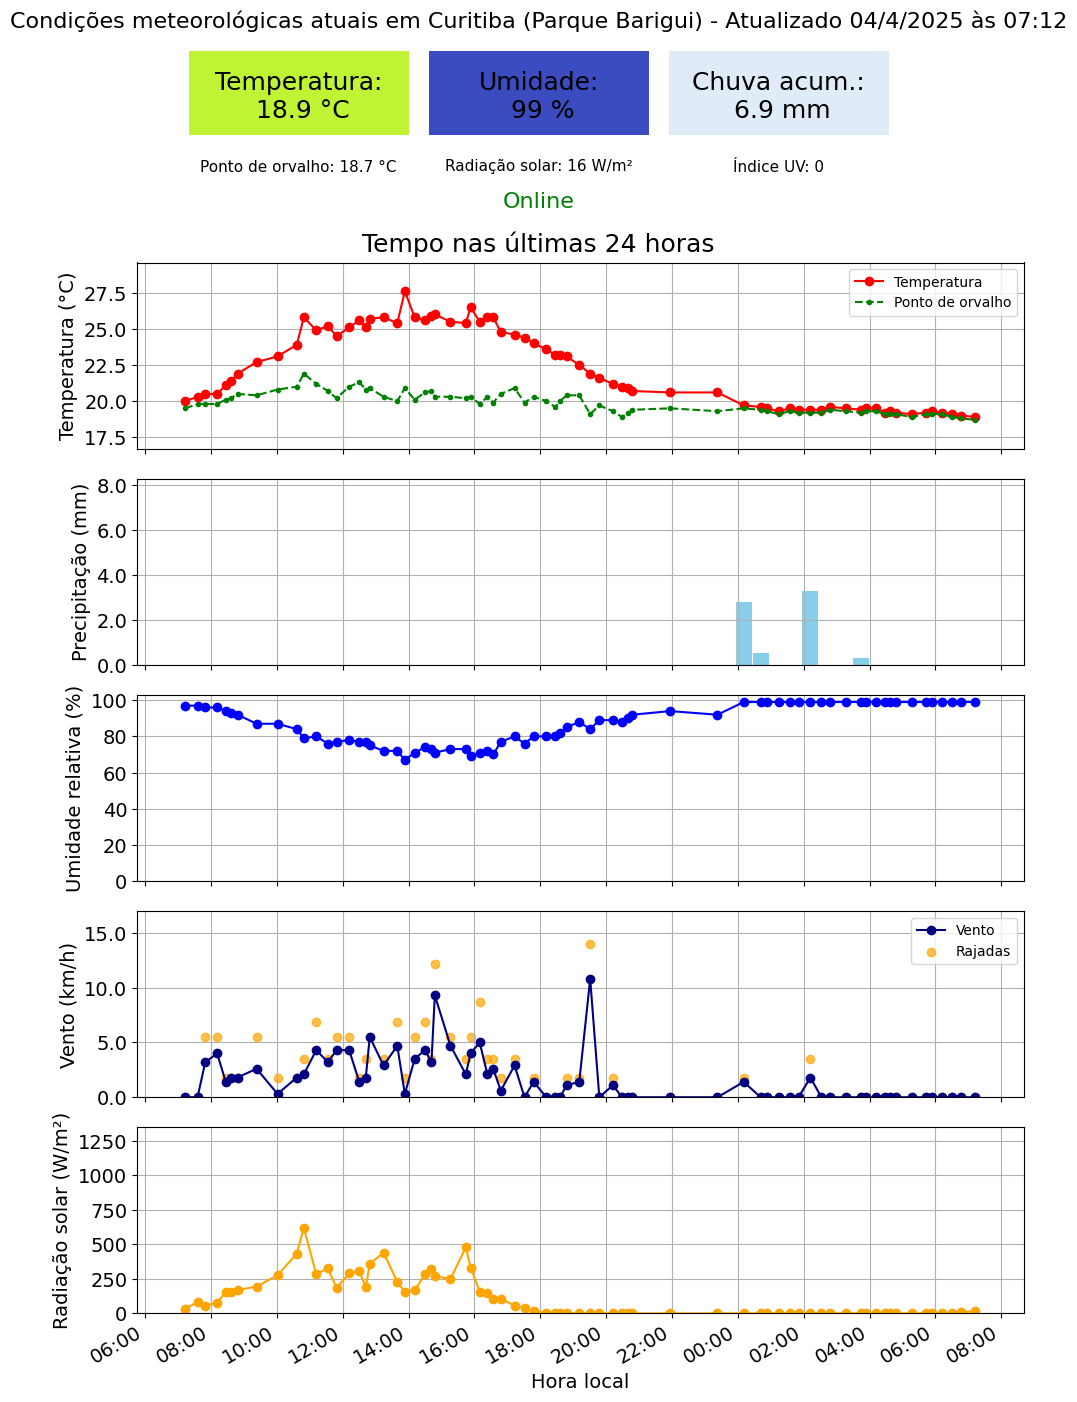 Condições meteorológicas atuais em Curitiba (Parque Barigui) - Atualizado 04/4/2025 às 07:12
Temperatura:
18.9 °C
Umidade:
99 %
Chuva acum.:
6.9 mm
Ponto de orvalho: 18.7 °C
Radiação solar: 16 W/m²
Índice UV: 0
Online
Tempo nas últimas 24 horas
Temperatura (°C)
27.5
25.0
22.5
20.0
17.5
Temperatura
Ponto de orvalho
Precipitação (mm)
8.0
6.0
4.0
2.0
0.0
Umidade relativa (%)
100
80
60
40
20
0
Vento (km/h)
15.0
10.0
5.0
0.0
Vento
Rajadas
Radiação solar (W/m²)
1250
1000
750
500
250
0
06:00
08:00
10:00
12:00
14:00
16:00
18:00
20:00
22:00
00:00
02:00
04:00
06:00
08:00
Hora local